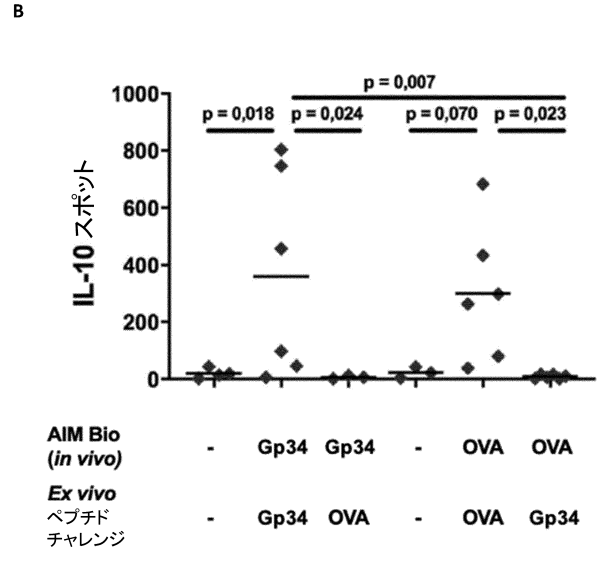 B
p = 0,007
p = 0,018 p = 0,024 p = 0,070 p = 0,023
1000
800
600
400
200
0
IL-10 スポット
AIM Bio
(in vivo)
- Gp34 Gp34 - OVA OVA
Ex vivo
ペプチド
チャレンジ
- Gp34 OVA - OVA Gp34